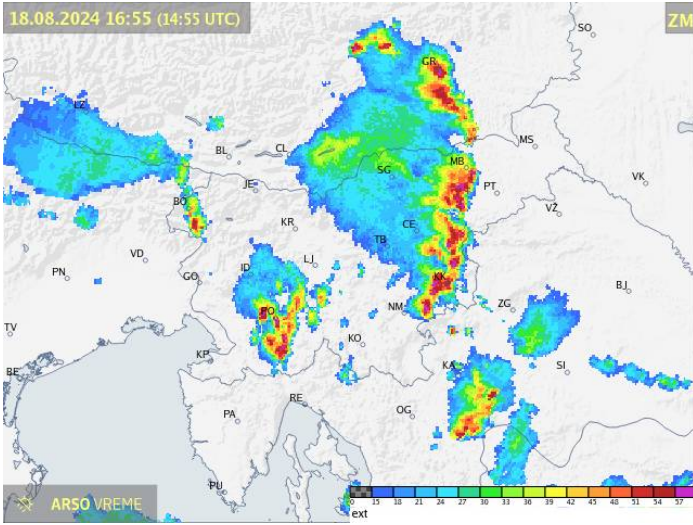 18.08.2024 16:55 (14:55 UTC)
ZM
SO
GR
LZ
MS
BL
CL
MB
SG
JE
PT
VK
BO
VŽ
KR
CE
TB
VD
LJ
ID
PN
GO
KK
BJ
PO
NM
ZG
TV
KO
KP
KA
SI
BE
RE
PA
OG
PU
ARSO VREME
0 15 18 21 24 27 30 33 36 39 42 45 48 51 54 57
ext